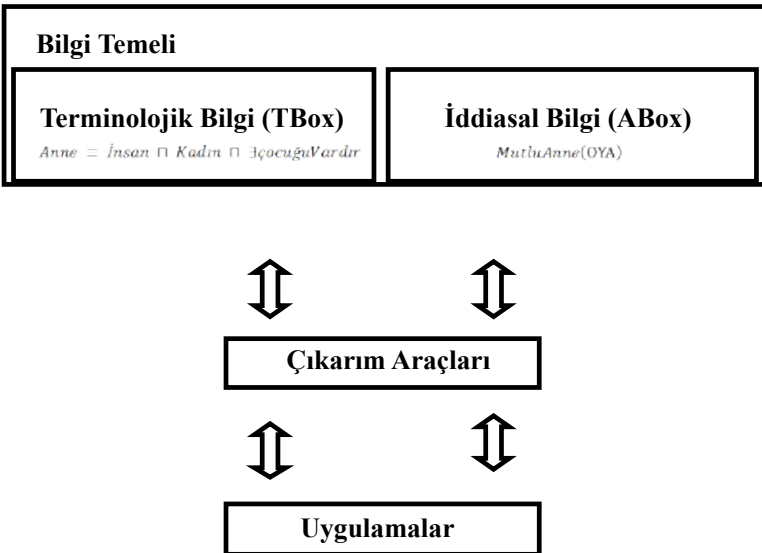 Bilgi Temeli
Terminolojik Bilgi (TBox)
Anne ≡ İnsan ⊓ Kadın ⊓ ∃çocuğuVardır
İddiasal Bilgi (ABox)
MutluAnne(OYA)
Çıkarım Araçları
Uygulamalar